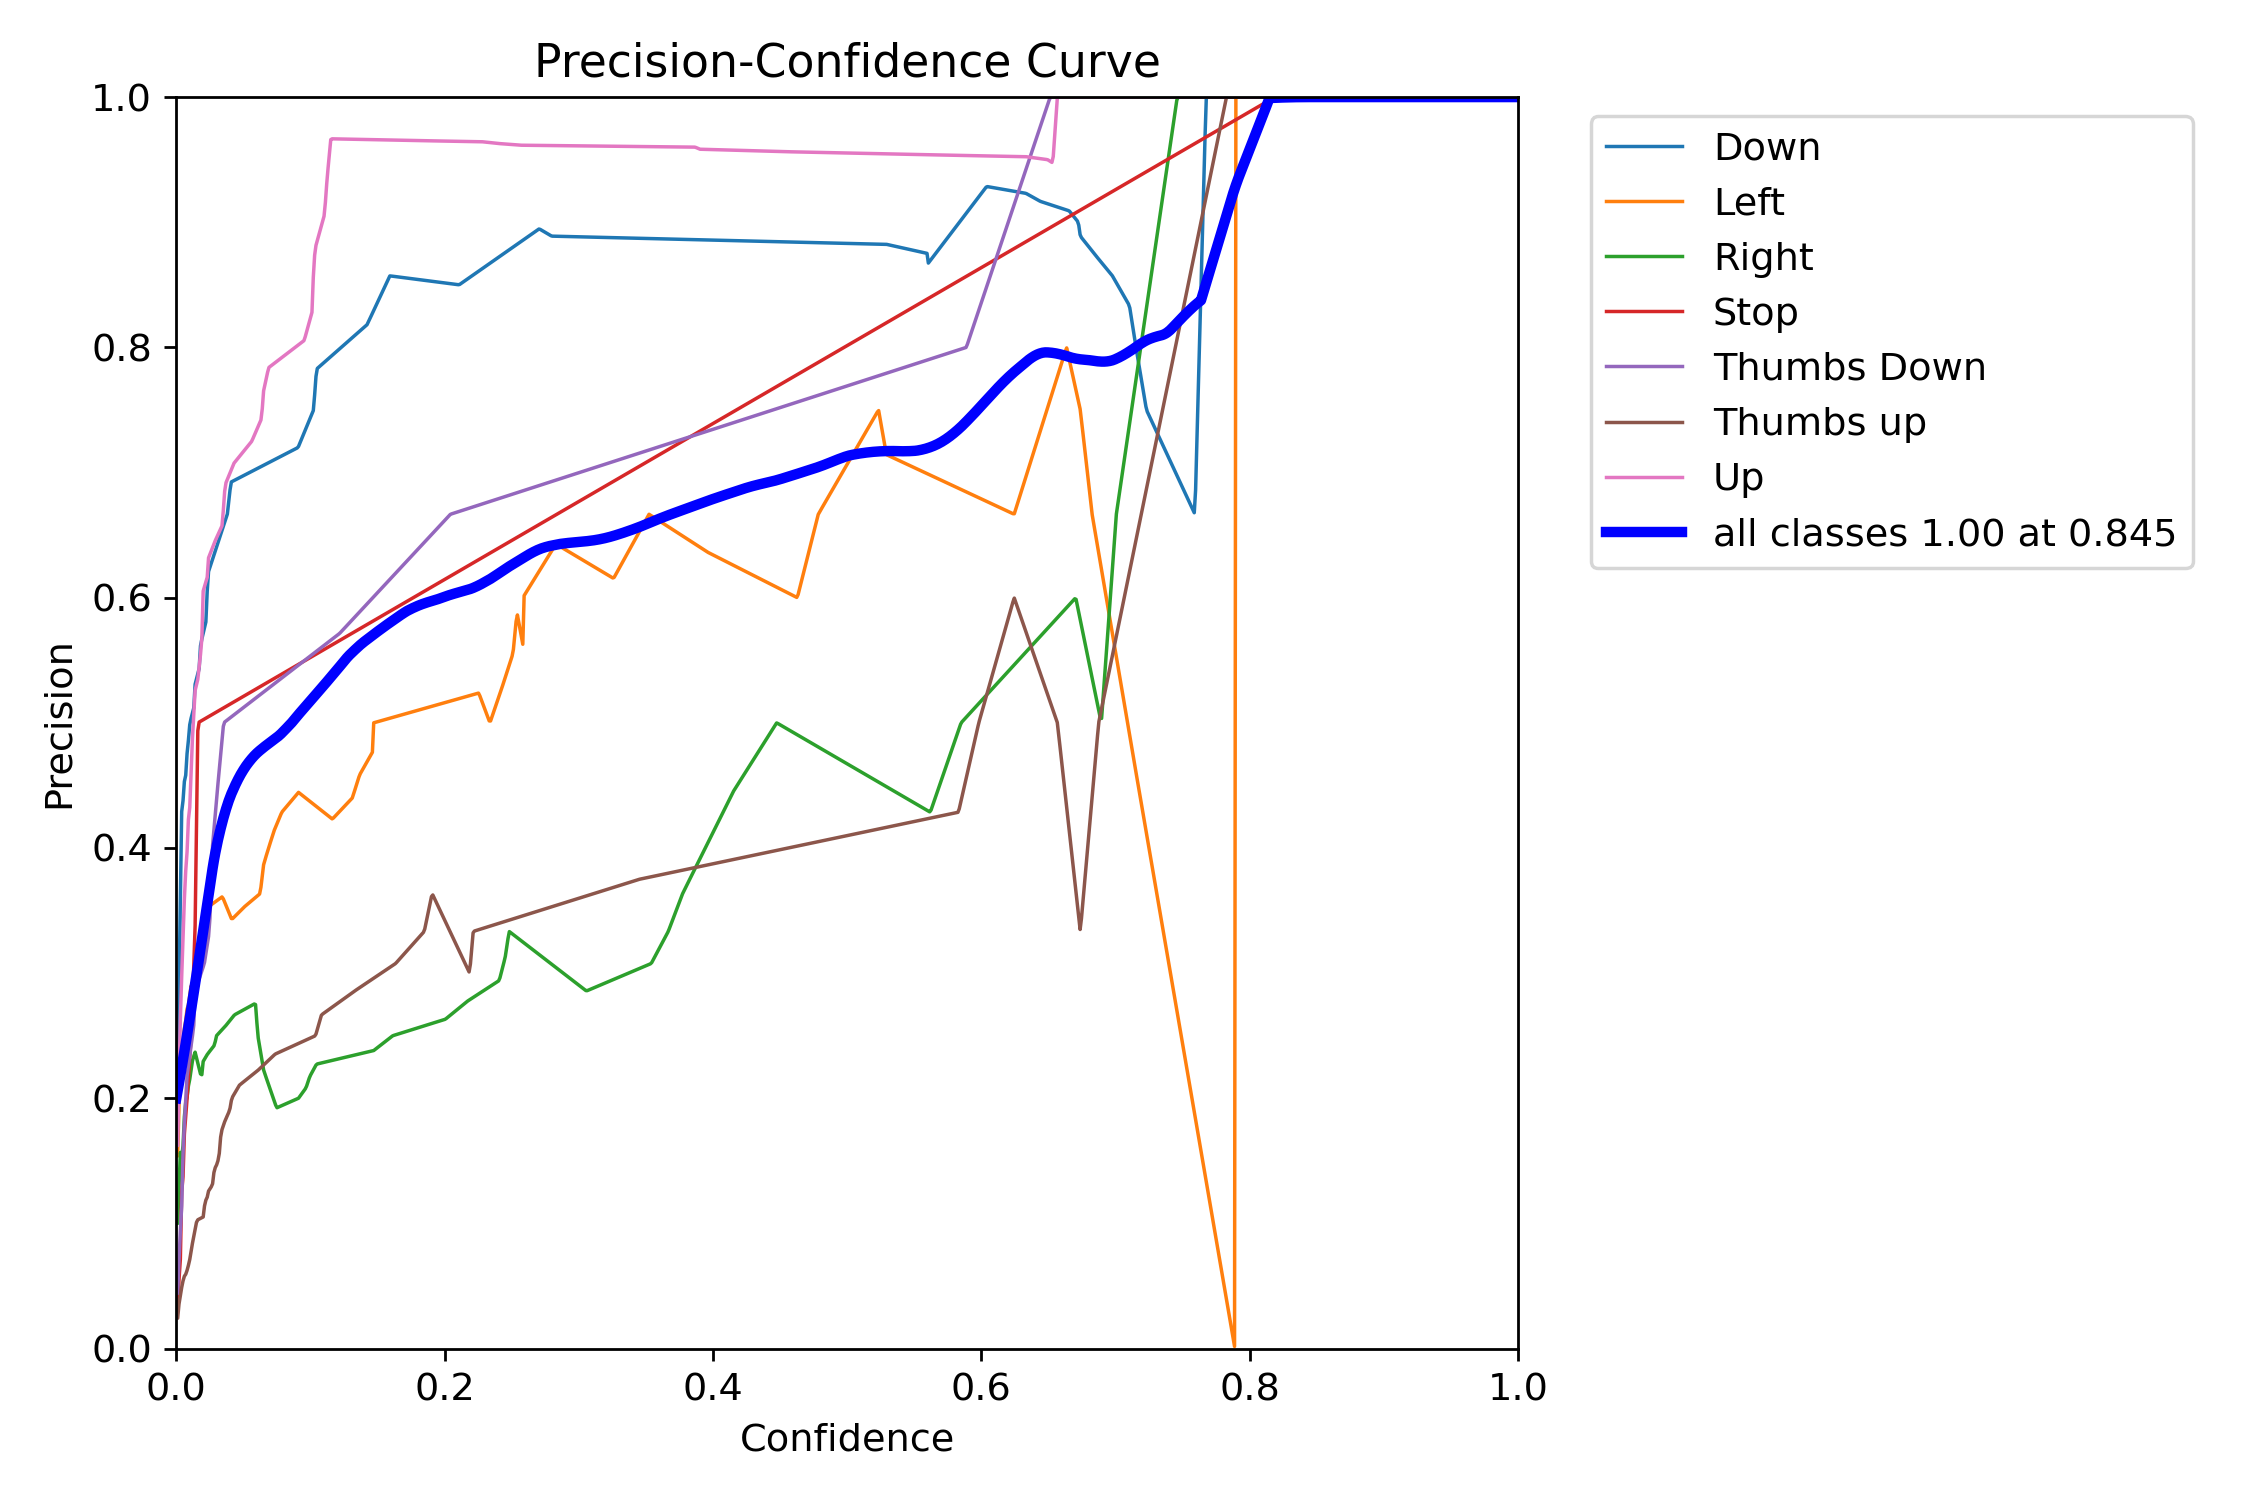 Precision-Confidence Curve
1.0
0.8
0.6
0.4
0.2
0.0
Precision
0.0 0.2 0.4 0.6 0.8 1.0
Confidence
Down
Left
Right
Stop
Thumbs Down
Thumbs up
Up
all classes 1.00 at 0.845